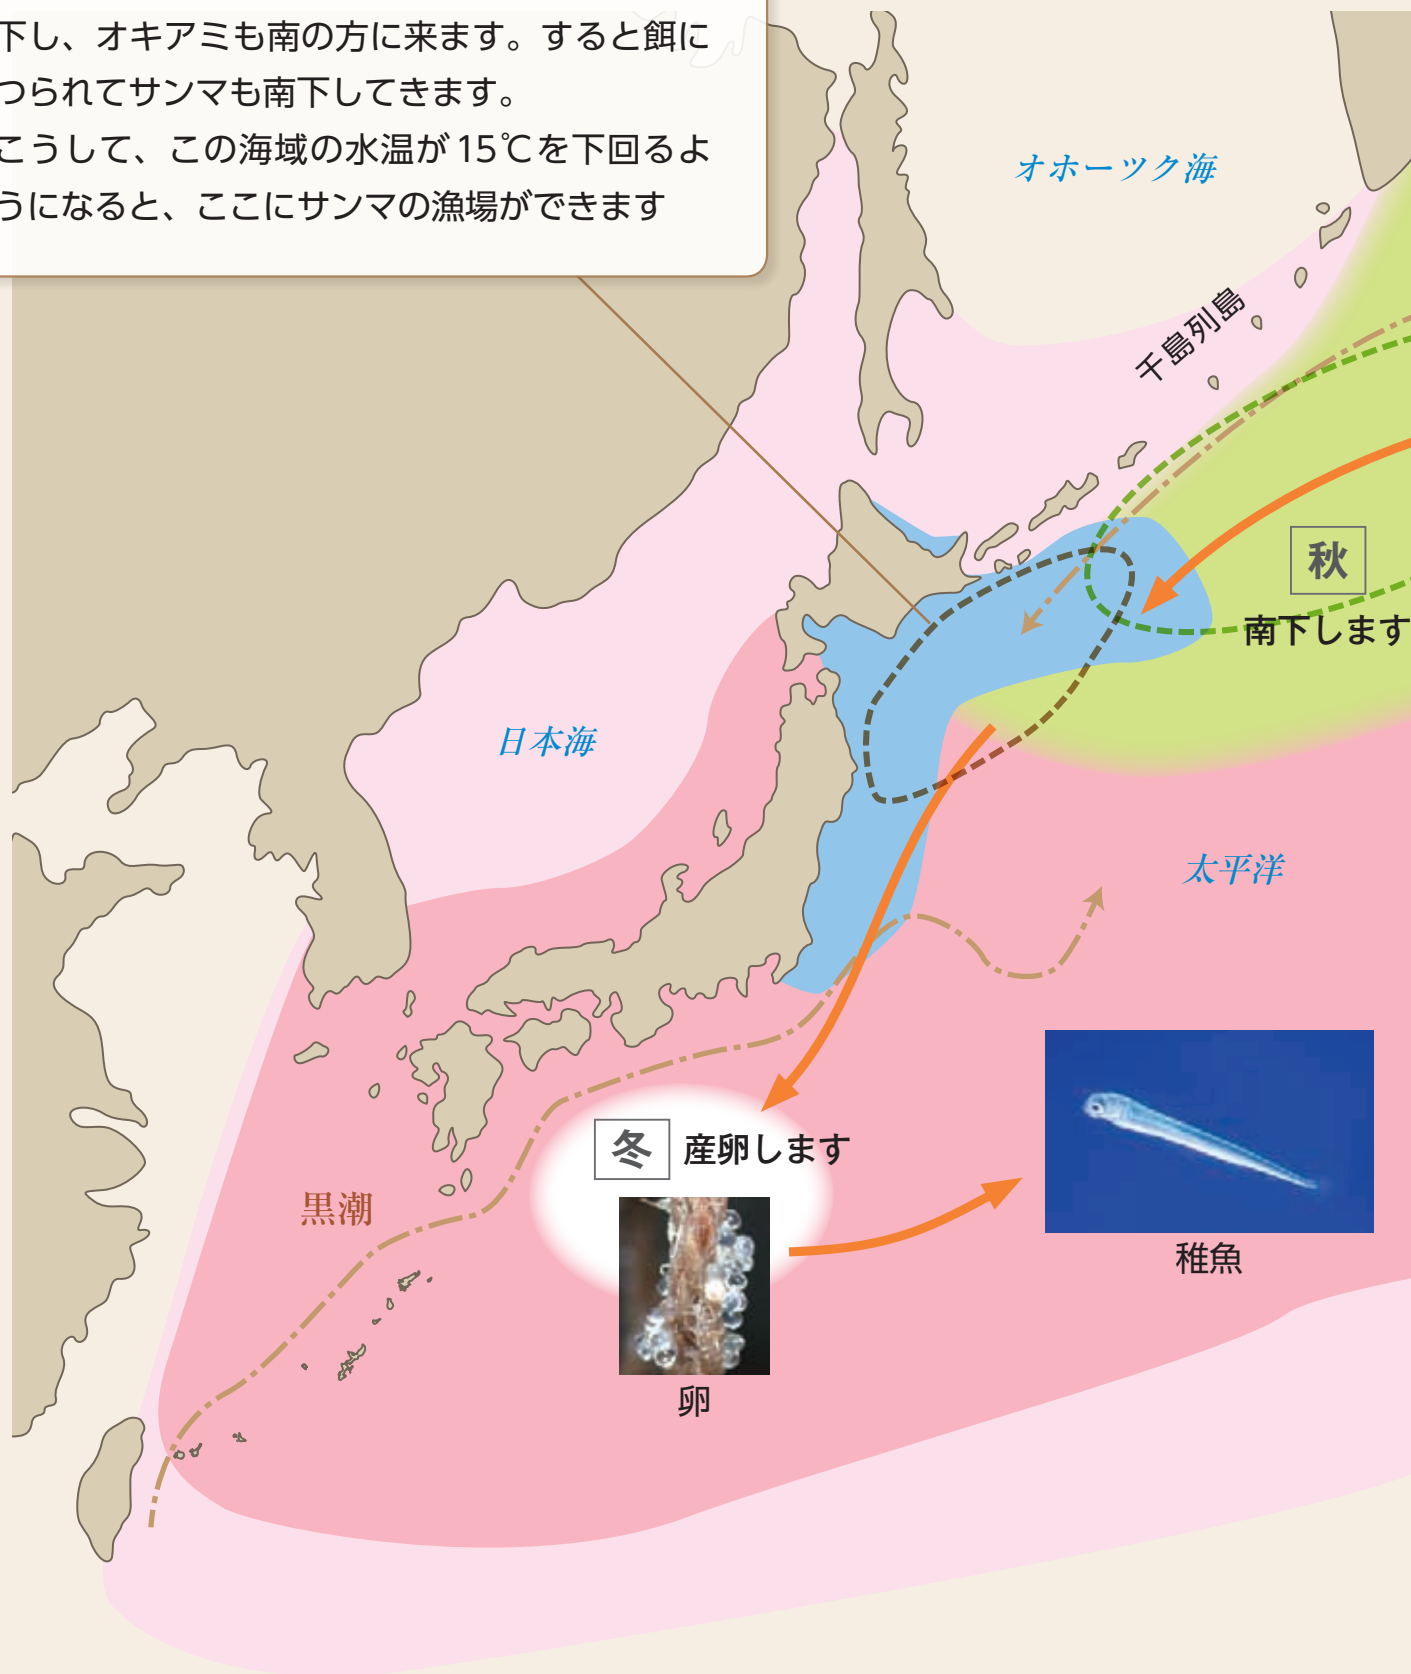 下し、オキアミも南の方に来ます。すると餌に
つられてサンマも南下してきます。
こうして、この海域の水温が15℃を下回るよ
うになると、ここにサンマの漁場ができます
オホーツク海
千島列島
秋
南下します
日本海
太平洋
冬 産卵します
黒潮
稚魚
卵